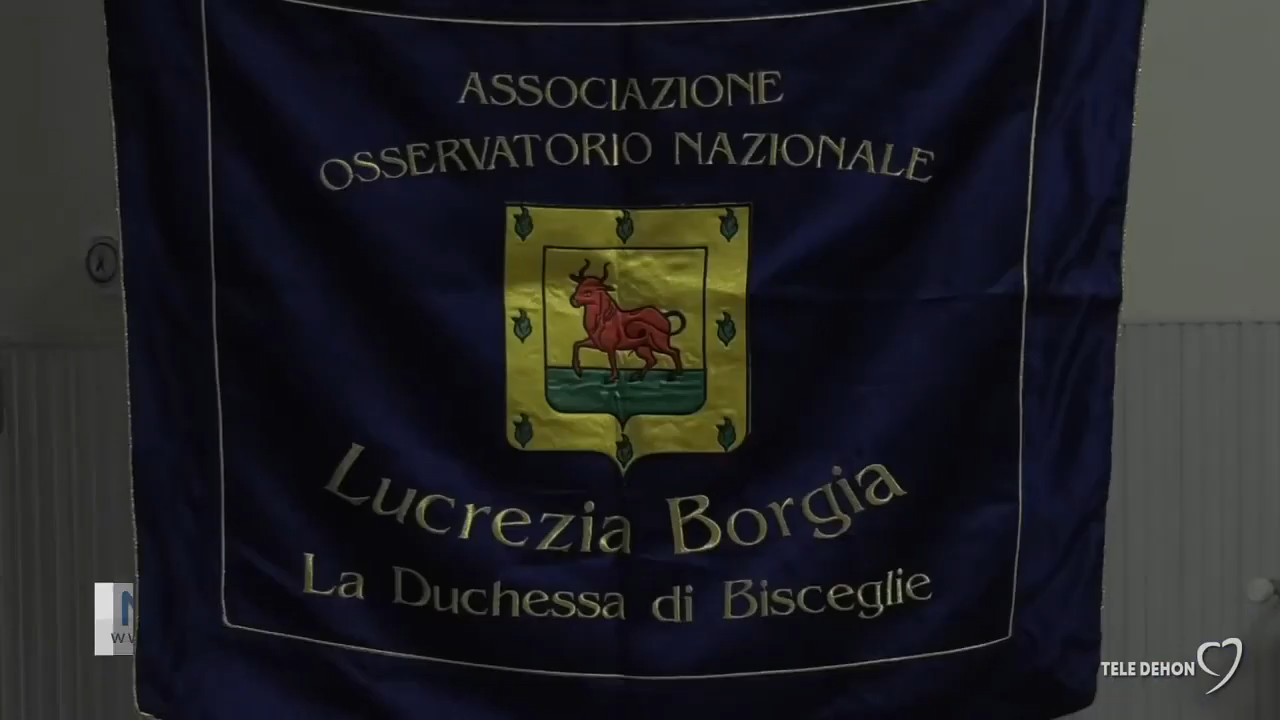 ASSOCIAZIONE
OSSERVATORIO NAZIONALE
Lucrezia Borgia
La Duchessa di Bisceglie
TELE DEHON